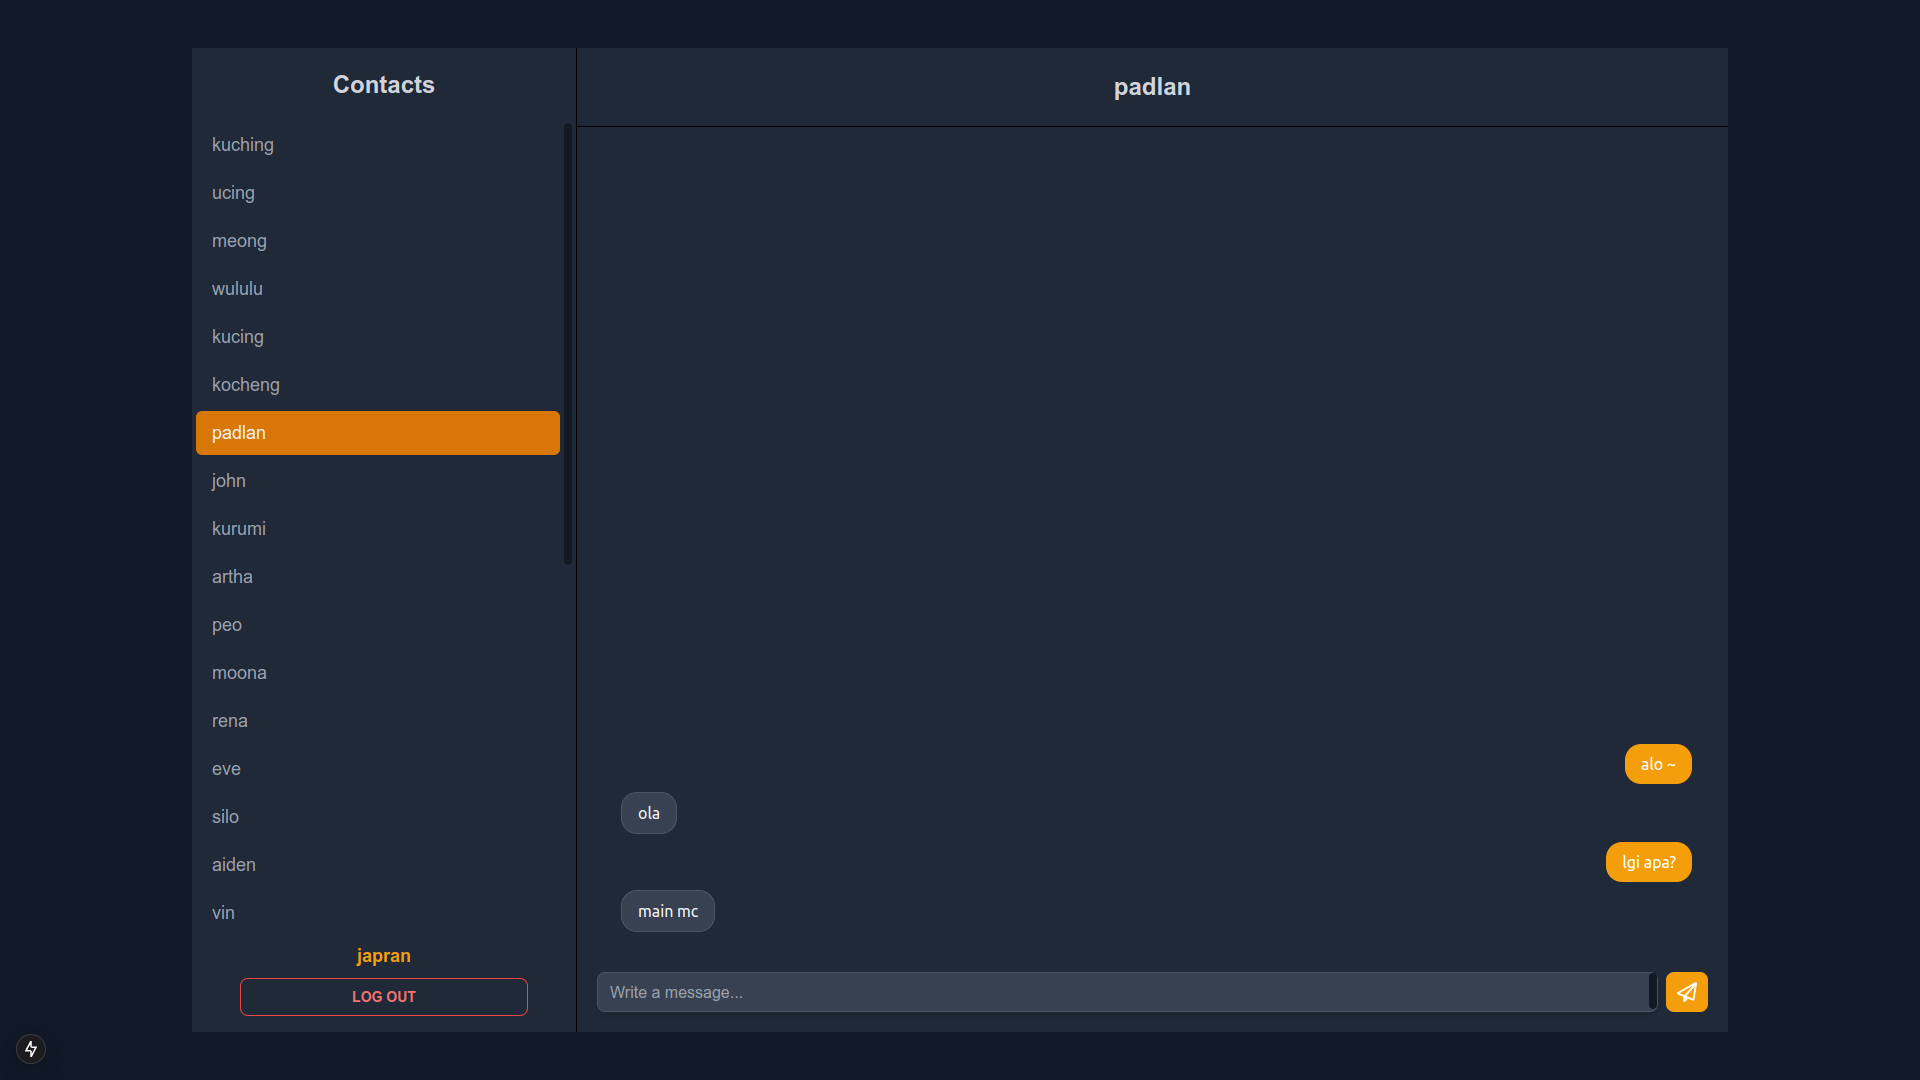 Contacts
kuching
ucing
meong
wululu
kucing
kocheng
padlan
john
kurumi
artha
peo
moona
rena
eve
silo
aiden
vin
japran
LOG OUT
padlan
alo ~
ola
lgi apa?
main mc
Write a message...